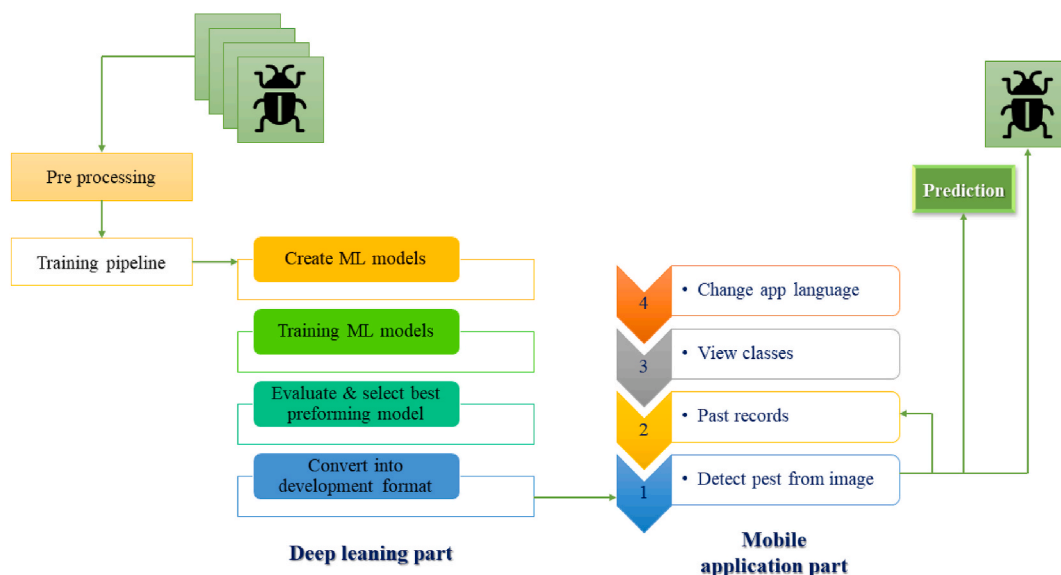 Pre processing
Training pipeline
Create ML models
Training ML models
Evaluate & select best
preforming model
Convert into
development format
Deep leaning part
4
• Change app language
3
• View classes
2
• Past records
1
• Detect pest from image
Mobile
application part
Prediction